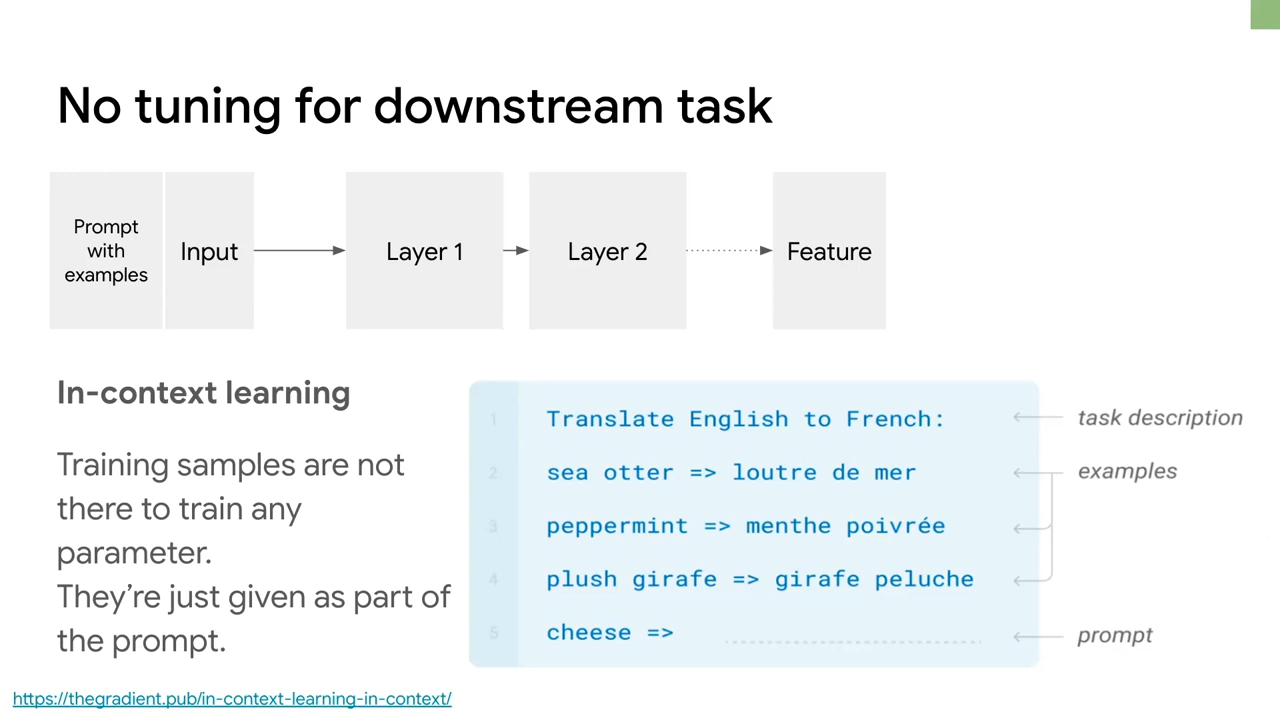 No tuning for downstream task
Prompt
with
examples
Input
Layer 1
Layer 2
Feature
In-context learning
Training samples are not
there to train any
parameter.
They're just given as part of
the prompt.
1 Translate English to French: task description
2 sea otter => loutre de mer examples
3 peppermint => menthe poivrée
4 plush girafe => girafe peluche
5 cheese => prompt
https://thegradient.pub/in-context-learning-in-context/